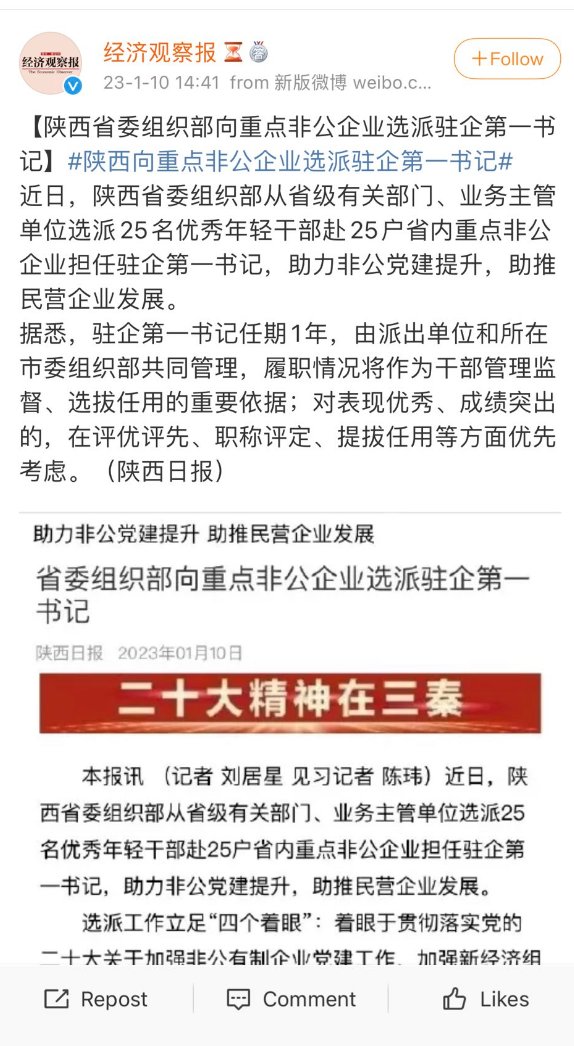 经济观察报
经济观察报
The Economic Observer
23-1-10 14:41 from 新版微博 weibo.c...
+Follow
【陕西省委组织部向重点非公企业选派驻企第一书
记】#陕西向重点非公企业选派驻企第一书记#
近日，陕西省委组织部从省级有关部门、业务主管
单位选派25名优秀年轻干部赴25户省内重点非公
企业担任驻企第一书记，助力非公党建提升，助推
民营企业发展。
据悉，驻企第一书记任期1年，由派出单位和所在
市委组织部共同管理，履职情况将作为干部管理监
督、选拔任用的重要依据；对表现优秀、成绩突出
的，在评优评先、职称评定、提拔任用等方面优先
考虑。（陕西日报）
助力非公党建提升 助推民营企业发展
省委组织部向重点非公企业选派驻企第一
书记
陕西日报 2023年01月10日
二十大精神在三秦
本报讯 （记者 刘居星 见习记者 陈玮）近日，陕
西省委组织部从省级有关部门、业务主管单位选派25
名优秀年轻干部赴25户省内重点非公企业担任驻企第
一书记，助力非公党建提升，助推民营企业发展。
选派工作立足“四个着眼”：着眼于贯彻落实党的
二十大关于加强非公有制企业党建工作、加强新经济组
Repost
Comment
Likes